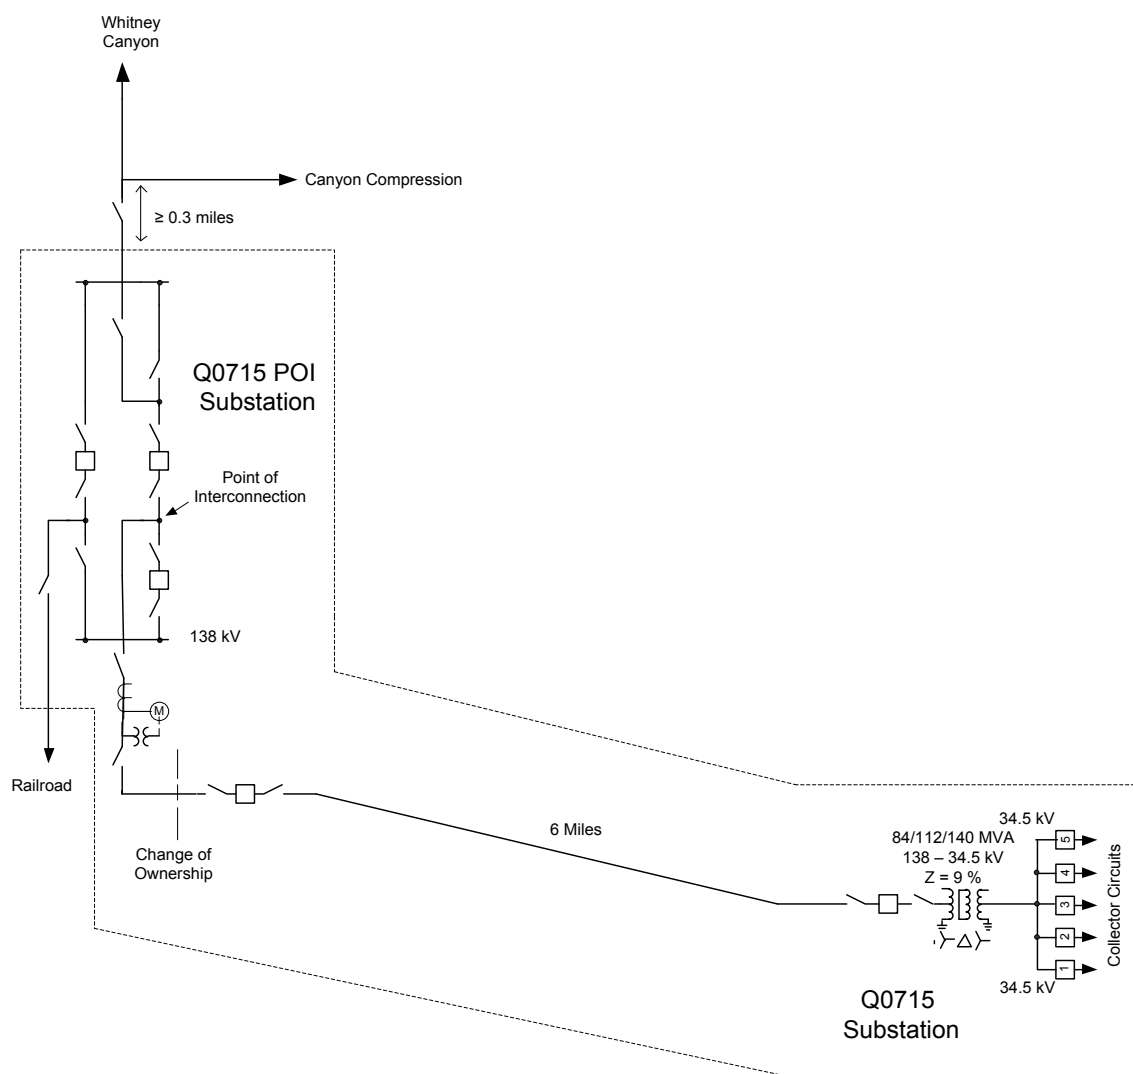 Whitney
Canyon
Canyon Compression
≥ 0.3 miles
Q0715 POI
Substation
Point of
Interconnection
138 kV
M
Railroad
Change of
Ownership
6 Miles
34.5 kV
84/112/140 MVA
138 – 34.5 kV
Z = 9 %
5
4
3
2
1
Collector Circuits
34.5 kV
Q0715
Substation